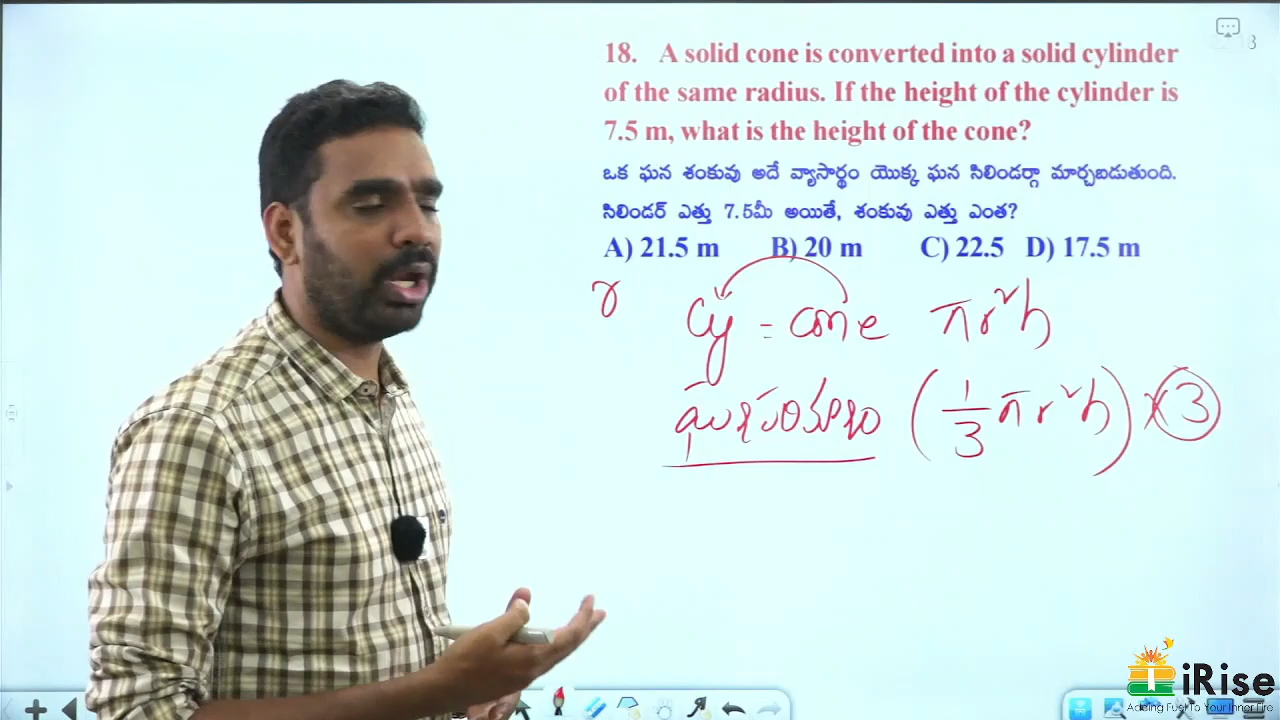 18. A solid cone is converted into a solid cylinder
of the same radius. If the height of the cylinder is
7.5 m, what is the height of the cone?
ఒక ఘన శంకువు అదే వ్యాసార్థం యొక్క ఘన సిలిండర్గా మార్చబడుతుంది.
సిలిండర్ ఎత్తు 7.5మీ అయితే, శంకువు ఎత్తు ఎంత?
A) 21.5 m B) 20 m C) 22.5 D) 17.5 m
r Cy = cone πr²h
ఘనపరిమాణం (1/3 πr²h) × 3
iRise
Adding Fuel To Your Inner Fire